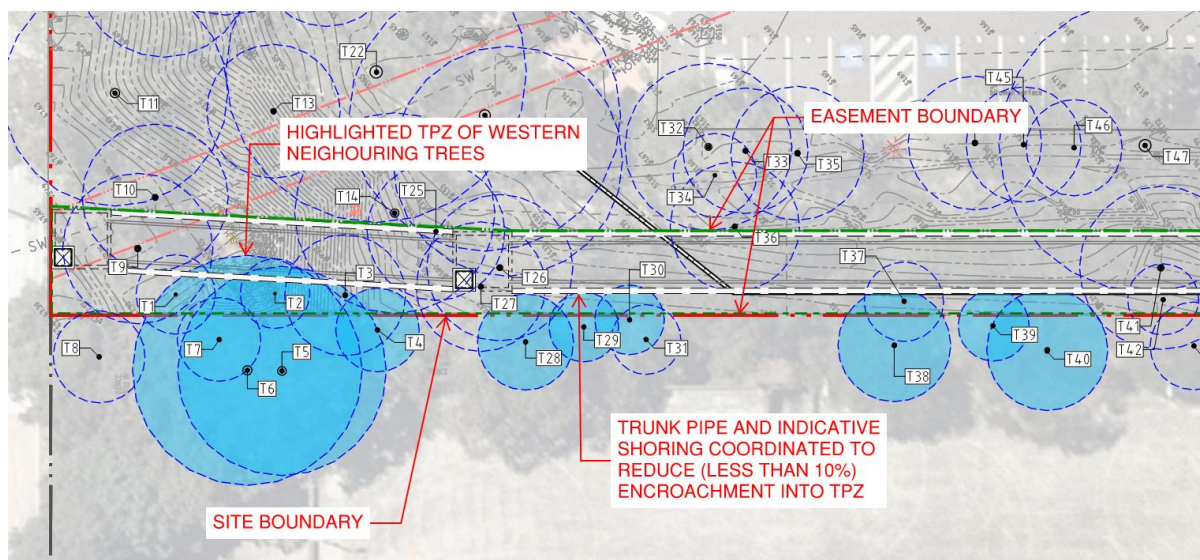 T22
T11
T13
T45
HIGHLIGHTED TPZ OF WESTERN
NEIGHOURING TREES
EASEMENT BOUNDARY
SW
SW
T32
T33
T35
T46
T47
T34
T10
T14
T25
T36
SW
T9
T1
T2
T3
T26
T27
T30
T37
T8
T7
T5
T4
T6
T28
T29
T31
T38
T39
T40
T41
T42
TRUNK PIPE AND INDICATIVE
SHORING COORDINATED TO
REDUCE (LESS THAN 10%)
ENCROACHMENT INTO TPZ
SITE BOUNDARY